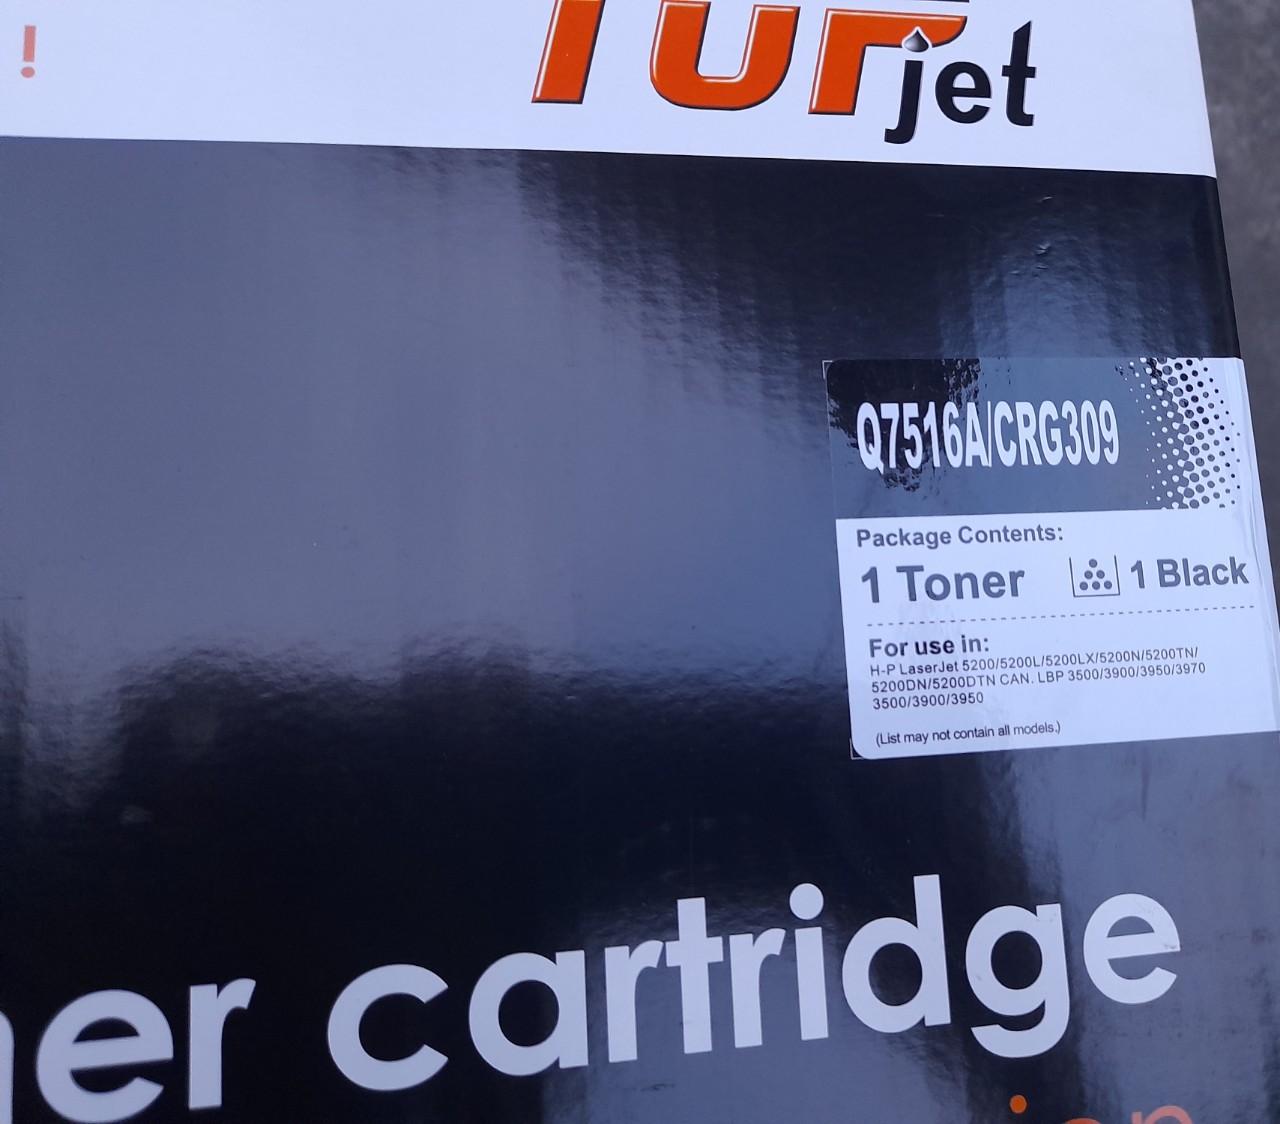 !
jet
Q7516A/CRG309
Package Contents:
1 Toner 1 Black
For use in:
H-P LaserJet 5200/5200L/5200LX/5200N/5200TN/
5200DN/5200DTN CAN. LBP 3500/3900/3950/3970
3500/3900/3950
(List may not contain all models.)
ner cartridge